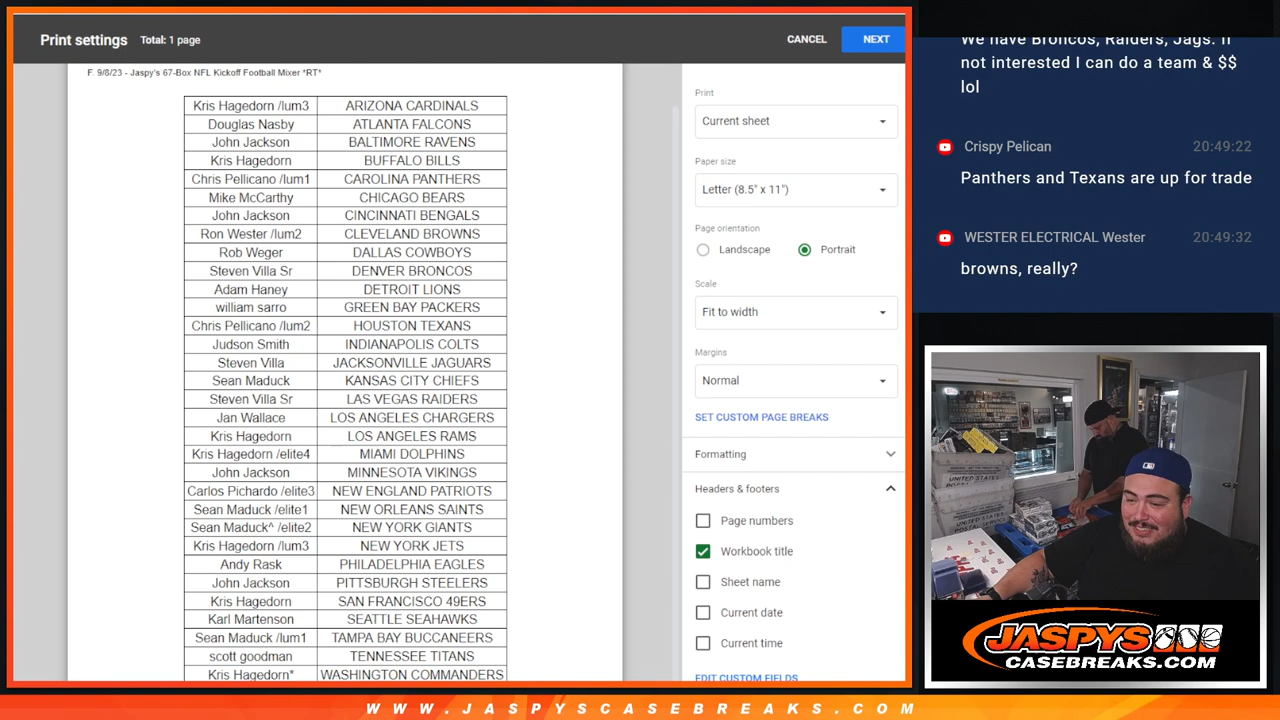 Print settings
Total: 1 page
CANCEL
NEXT
F. 9/8/23 - Jaspy's 67-Box NFL Kickoff Football Mixer *RT*
Kris Hagedorn /lum3 ARIZONA CARDINALS
Douglas Nasby ATLANTA FALCONS
John Jackson BALTIMORE RAVENS
Kris Hagedorn BUFFALO BILLS
Chris Pellicano /lum1 CAROLINA PANTHERS
Mike McCarthy CHICAGO BEARS
John Jackson CINCINNATI BENGALS
Ron Wester /lum2 CLEVELAND BROWNS
Rob Weger DALLAS COWBOYS
Steven Villa Sr DENVER BRONCOS
Adam Haney DETROIT LIONS
william sarro GREEN BAY PACKERS
Chris Pellicano /lum2 HOUSTON TEXANS
Judson Smith INDIANAPOLIS COLTS
Steven Villa JACKSONVILLE JAGUARS
Sean Maduck KANSAS CITY CHIEFS
Steven Villa Sr LAS VEGAS RAIDERS
Jan Wallace LOS ANGELES CHARGERS
Kris Hagedorn LOS ANGELES RAMS
Kris Hagedorn /elite4 MIAMI DOLPHINS
John Jackson MINNESOTA VIKINGS
Carlos Pichardo /elite3 NEW ENGLAND PATRIOTS
Sean Maduck /elite1 NEW ORLEANS SAINTS
Sean Maduck^ /elite2 NEW YORK GIANTS
Kris Hagedorn /lum3 NEW YORK JETS
Andy Rask PHILADELPHIA EAGLES
John Jackson PITTSBURGH STEELERS
Kris Hagedorn SAN FRANCISCO 49ERS
Karl Martenson SEATTLE SEAHAWKS
Sean Maduck /lum1 TAMPA BAY BUCCANEERS
scott goodman TENNESSEE TITANS
Kris Hagedorn* WASHINGTON COMMANDERS
Print
Current sheet
Paper size
Letter (8.5" x 11")
Page orientation
Landscape
Portrait
Scale
Fit to width
Margins
Normal
SET CUSTOM PAGE BREAKS
Formatting
Headers & footers
Page numbers
Workbook title
Sheet name
Current date
Current time
EDIT CUSTOM FIELDS
We have Broncos, Raiders, Jags. If
not interested I can do a team & $$
lol
Crispy Pelican 20:49:22
Panthers and Texans are up for trade
WESTER ELECTRICAL Wester 20:49:32
browns, really?
UNITED STATES
POSTAL
JASPYS
CASEBREAKS.COM
WWW.JASPYSCASEBREAKS.COM